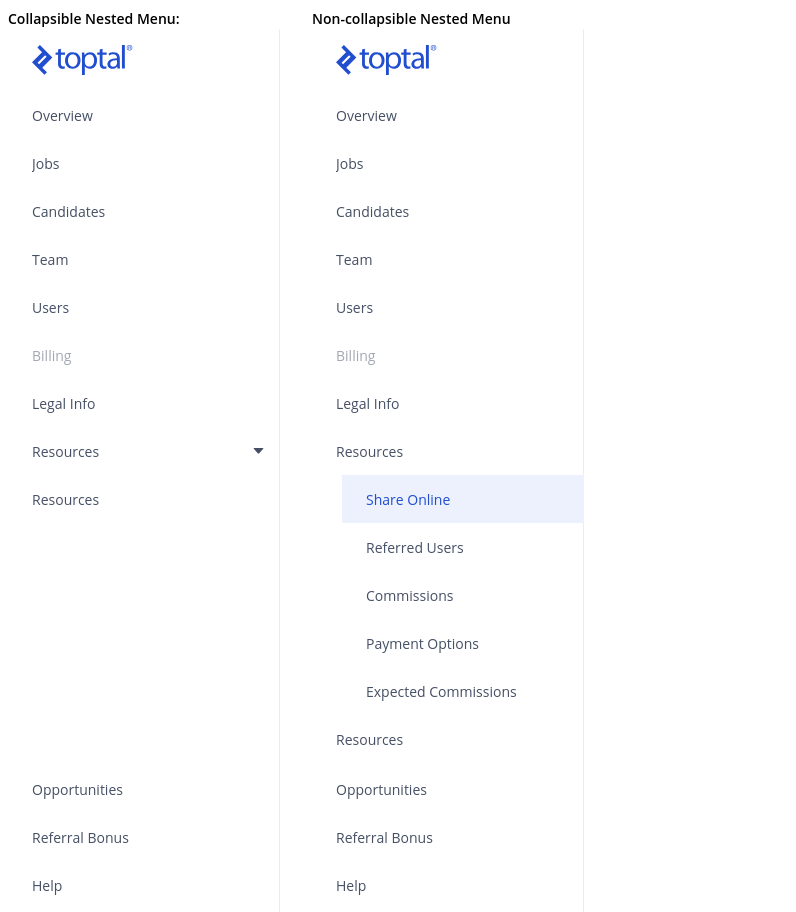 Collapsible Nested Menu:
toptal®
Overview
Jobs
Candidates
Team
Users
Billing
Legal Info
Resources
Resources
Opportunities
Referral Bonus
Help
Non-collapsible Nested Menu
toptal®
Overview
Jobs
Candidates
Team
Users
Billing
Legal Info
Resources
Share Online
Referred Users
Commissions
Payment Options
Expected Commissions
Resources
Opportunities
Referral Bonus
Help